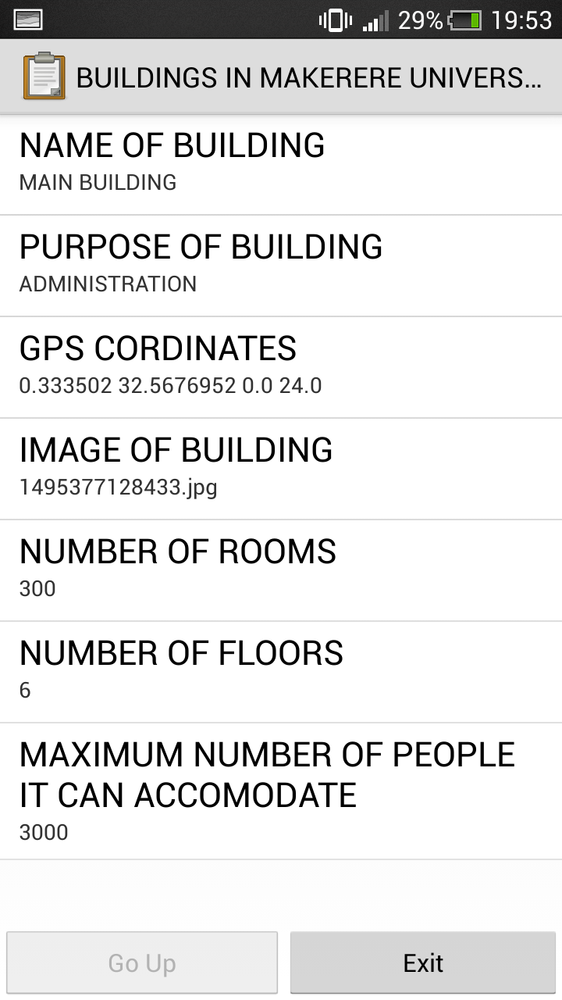 29% 19:53
BUILDINGS IN MAKERERE UNIVERS...
NAME OF BUILDING
MAIN BUILDING
PURPOSE OF BUILDING
ADMINISTRATION
GPS CORDINATES
0.333502 32.5676952 0.0 24.0
IMAGE OF BUILDING
1495377128433.jpg
NUMBER OF ROOMS
300
NUMBER OF FLOORS
6
MAXIMUM NUMBER OF PEOPLE
IT CAN ACCOMODATE
3000
Go Up Exit